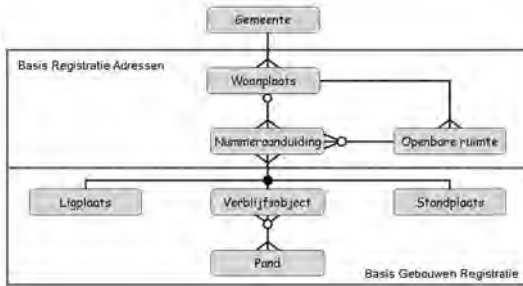 Gemeente
Basis Registratie Adressen
Woonplaats
Nummeraanduiding
Openbare ruimte
Ligplaats
Verblijfsobject
Standplaats
Pand
Basis Gebouwen Registratie